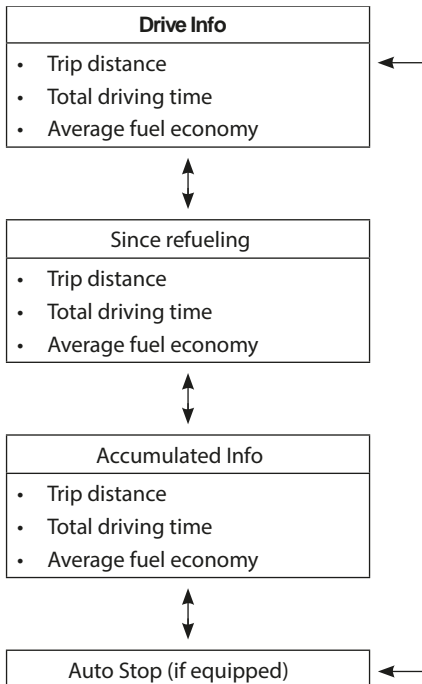 Drive Info
• Trip distance
• Total driving time
• Average fuel economy
Since refueling
• Trip distance
• Total driving time
• Average fuel economy
Accumulated Info
• Trip distance
• Total driving time
• Average fuel economy
Auto Stop (if equipped)